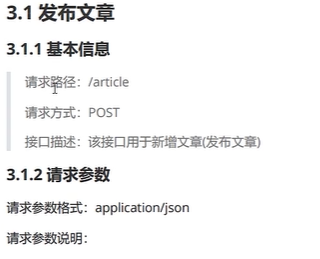 3.1 发布文章
3.1.1 基本信息
请求路径：/article
请求方式：POST
接口描述：该接口用于新增文章(发布文章)
3.1.2 请求参数
请求参数格式：application/json
请求参数说明：